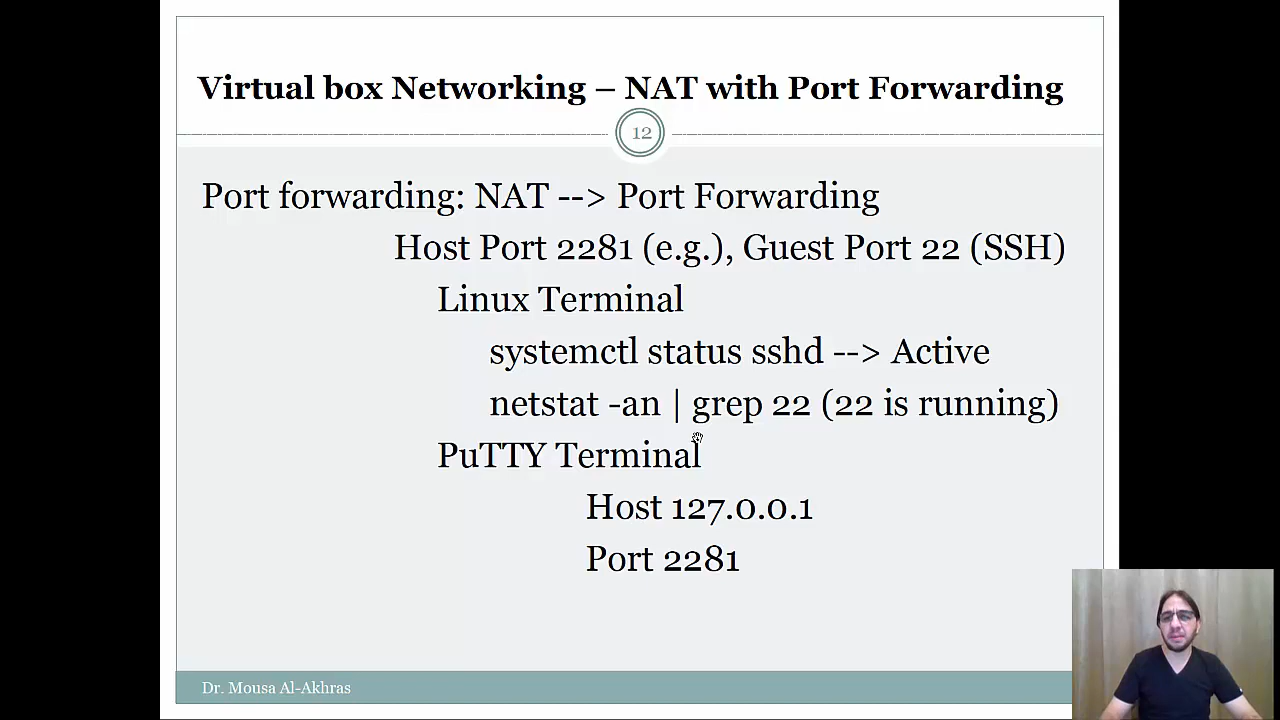 Virtual box Networking – NAT with Port Forwarding
12
Port forwarding: NAT --> Port Forwarding
Host Port 2281 (e.g.), Guest Port 22 (SSH)
Linux Terminal
systemctl status sshd --> Active
netstat -an | grep 22 (22 is running)
PuTTY Terminal
Host 127.0.0.1
Port 2281
Dr. Mousa Al-Akhras